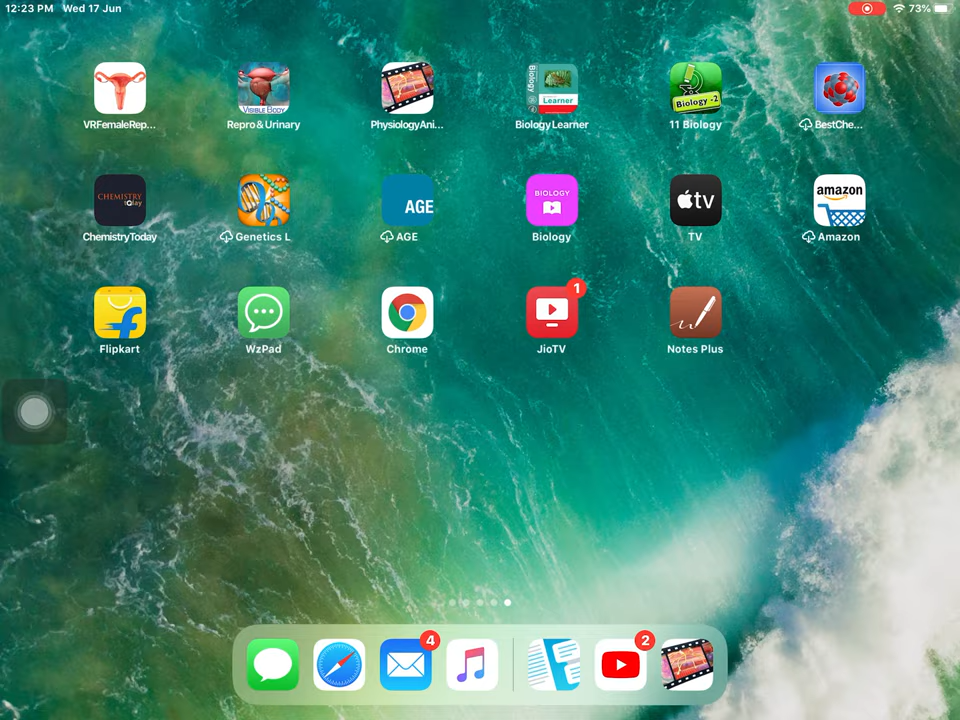 12:23 PM Wed 17 Jun
73%
VISIBLE BODY
Biology
Learner
Biology -2
VRFemaleRep...
Repro & Urinary
PhysiologyAni...
Biology Learner
11 Biology
BestChe...
CHEMISTRY
today
AGE
BIOLOGY
tv
amazon
ChemistryToday
Genetics L
AGE
Biology
TV
Amazon
1
Flipkart
WzPad
Chrome
JioTV
Notes Plus
4
2